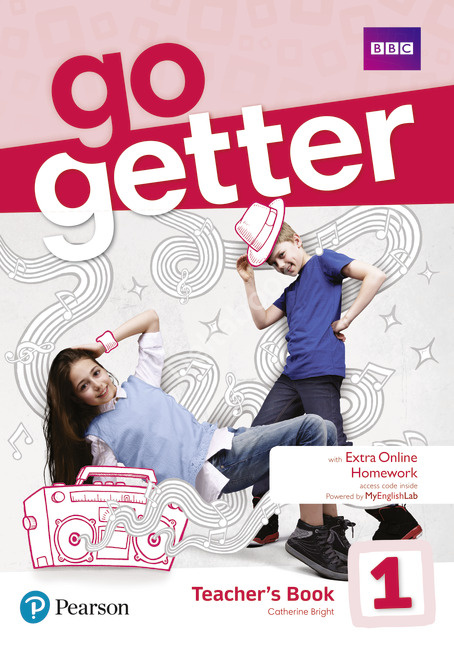 BBC
go
getter
with Extra Online
Homework
access code inside
Powered by MyEnglishLab
Teacher's Book
Catherine Bright
1
Pearson